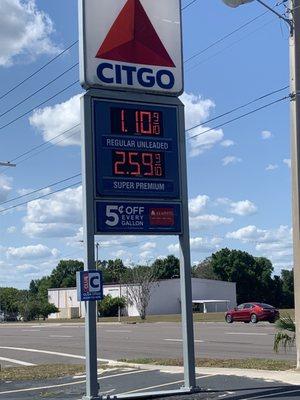 CITGO
1.10 9/10
REGULAR UNLEADED
2.59 9/10
SUPER PREMIUM
5¢ OFF
EVERY GALLON